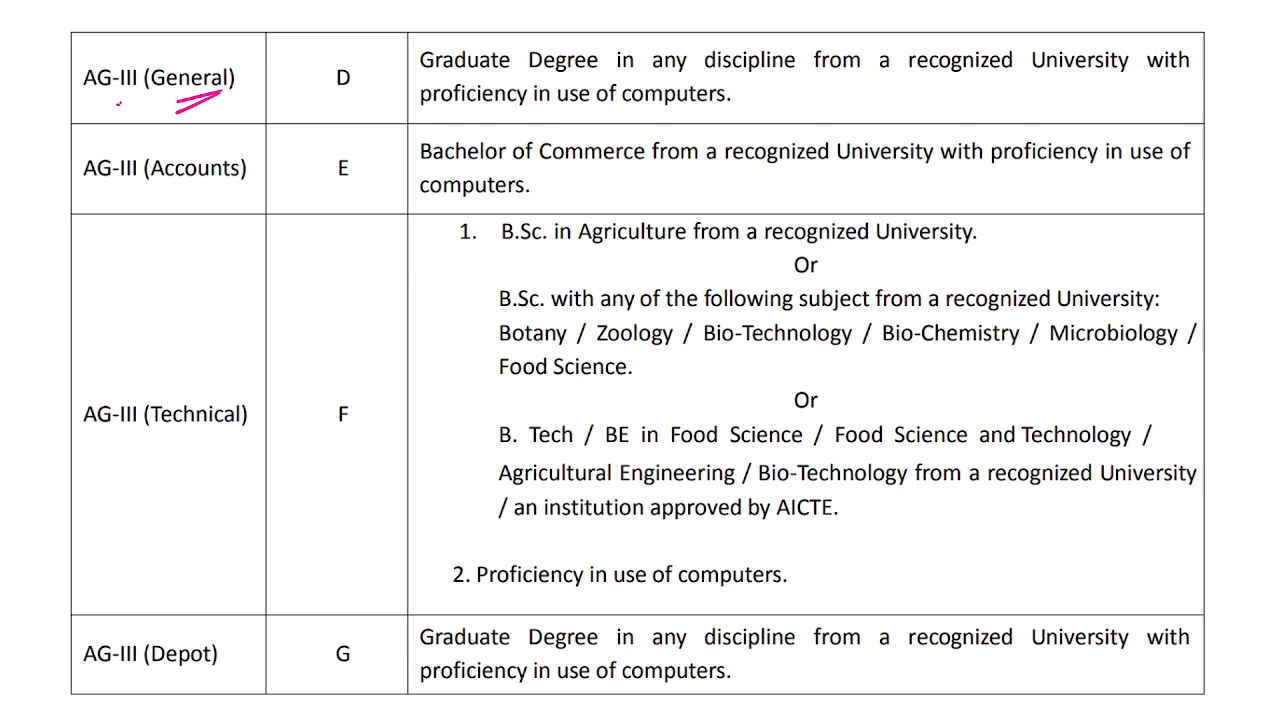 AG-III (General)
D
Graduate Degree in any discipline from a recognized University with
proficiency in use of computers.
AG-III (Accounts)
E
Bachelor of Commerce from a recognized University with proficiency in use of
computers.
AG-III (Technical)
F
1. B.Sc. in Agriculture from a recognized University.
Or
B.Sc. with any of the following subject from a recognized University:
Botany / Zoology / Bio-Technology / Bio-Chemistry / Microbiology /
Food Science.
Or
B. Tech / BE in Food Science / Food Science and Technology /
Agricultural Engineering / Bio-Technology from a recognized University
/ an institution approved by AICTE.
2. Proficiency in use of computers.
AG-III (Depot)
G
Graduate Degree in any discipline from a recognized University with
proficiency in use of computers.